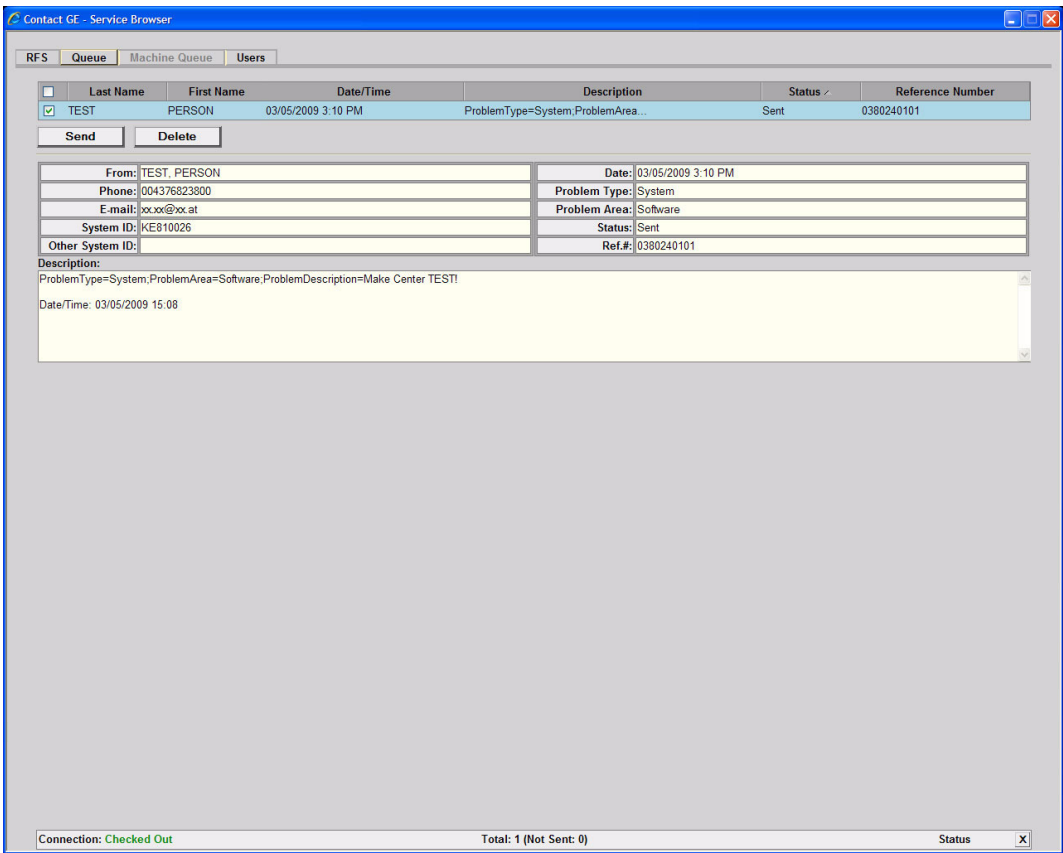 Contact GE - Service Browser
RFS Queue Machine Queue Users
Last Name First Name Date/Time Description Status Reference Number
TEST PERSON 03/05/2009 3:10 PM ProblemType=System;ProblemArea... Sent 0380240101
Send Delete
From: TEST, PERSON Date: 03/05/2009 3:10 PM
Phone: 004376823800 Problem Type: System
E-mail: xx.xx@xx.at Problem Area: Software
System ID: KE810026 Status: Sent
Other System ID: Ref.#: 0380240101
Description:
ProblemType=System;ProblemArea=Software;ProblemDescription=Make Center TEST!
Date/Time: 03/05/2009 15:08
Connection: Checked Out Total: 1 (Not Sent: 0) Status X